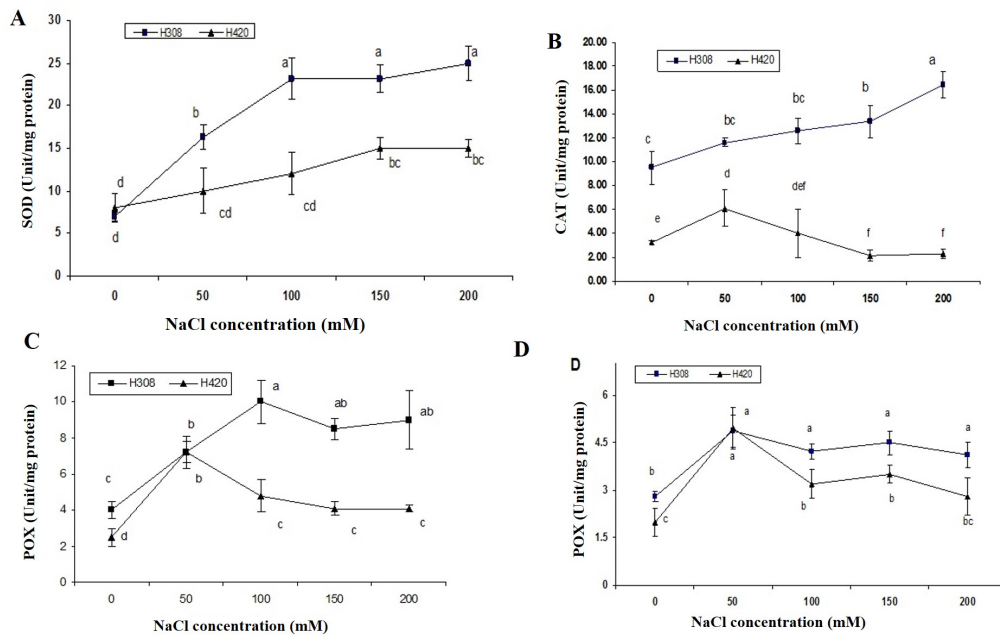 A
H308 H420
SOD (Unit/mg protein)
30
25
20
15
10
5
0
a a a
b
d
bc bc
cd cd
d
0 50 100 150 200
NaCl concentration (mM)
B
H308 H420
CAT (Unit/mg protein)
20.00
18.00
16.00
14.00
12.00
10.00
8.00
6.00
4.00
2.00
0.00
c bc bc b a
e d def f f
0 50 100 150 200
NaCl concentration (mM)
C
H308 H420
POX (Unit/mg protein)
12
10
8
6
4
2
0
c b a ab ab
d b c c c
0 50 100 150 200
NaCl concentration (mM)
D
D
H308 H420
POX (Unit/mg protein)
6
4.5
3
1.5
0
b a a a a
c a b b bc
0 50 100 150 200
NaCl concentration (mM)